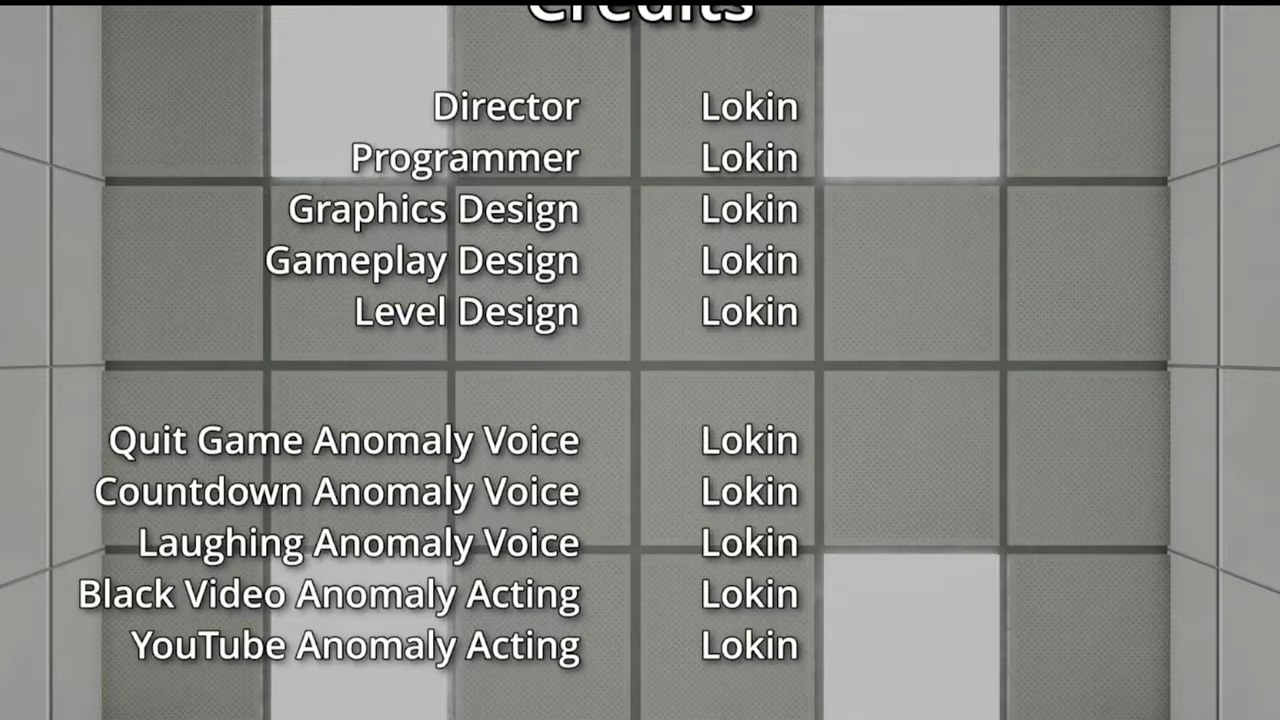 Credits
Director Lokin
Programmer Lokin
Graphics Design Lokin
Gameplay Design Lokin
Level Design Lokin
Quit Game Anomaly Voice Lokin
Countdown Anomaly Voice Lokin
Laughing Anomaly Voice Lokin
Black Video Anomaly Acting Lokin
YouTube Anomaly Acting Lokin